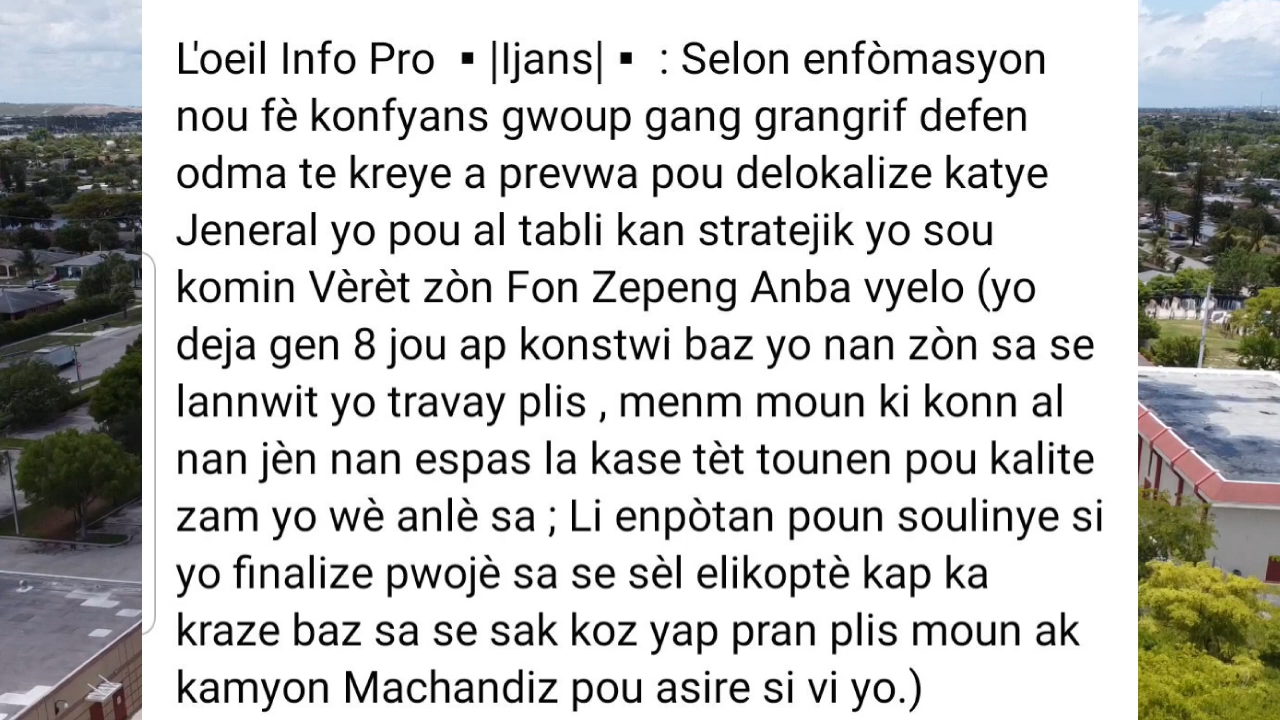 L'oeil Info Pro ▪︎|Ijans|▪︎ : Selon enfòmasyon
nou fè konfyans gwoup gang grangrif defen
odma te kreye a prevwa pou delokalize katye
Jeneral yo pou al tabli kan stratejik yo sou
komin Vèrèt zòn Fon Zepeng Anba vyelo (yo
deja gen 8 jou ap konstwi baz yo nan zòn sa se
lannwit yo travay plis , menm moun ki konn al
nan jèn nan espas la kase tèt tounen pou kalite
zam yo wè anlè sa ; Li enpòtan poun soulinye si
yo finalize pwojè sa se sèl elikoptè kap ka
kraze baz sa se sak koz yap pran plis moun ak
kamyon Machandiz pou asire si vi yo.)